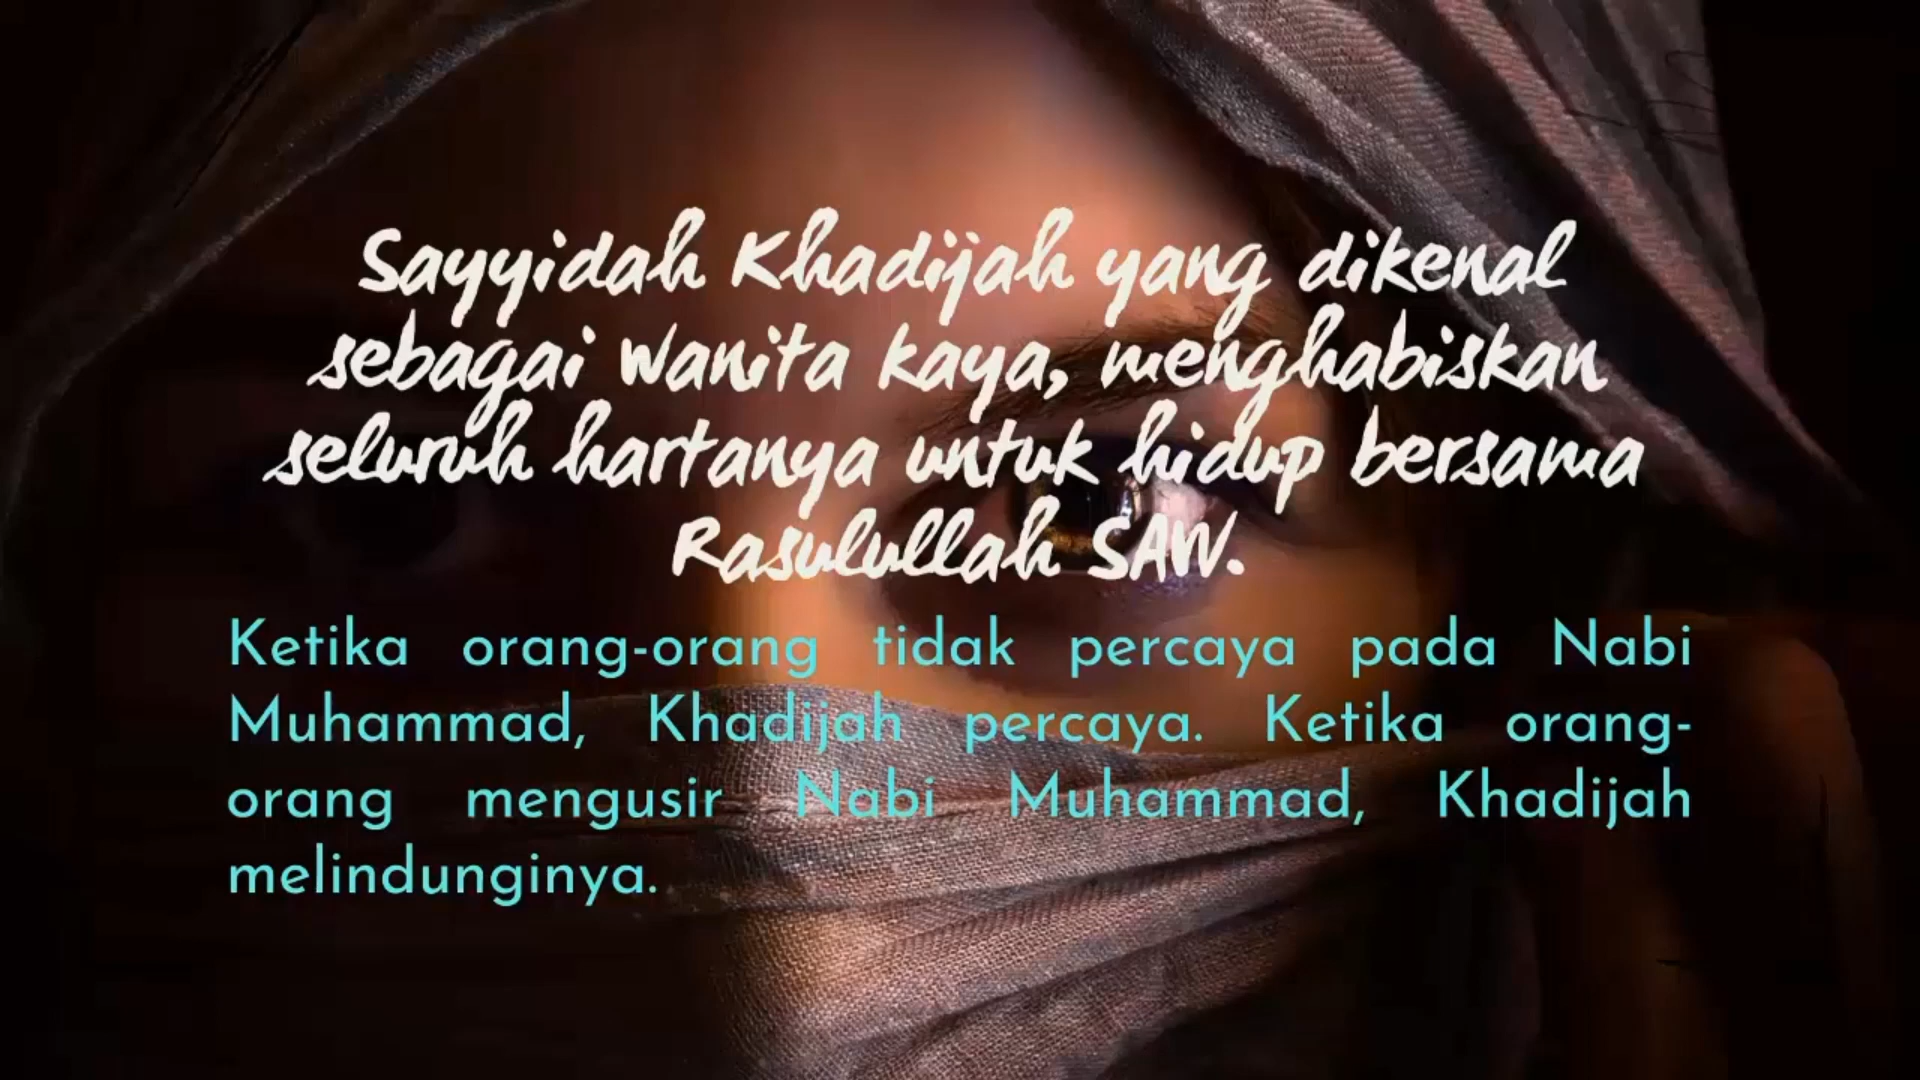 Sayyidah Khadijah yang dikenal
sebagai wanita kaya, menghabiskan
seluruh hartanya untuk hidup bersama
Rasulullah SAW.
Ketika orang-orang tidak percaya pada Nabi
Muhammad, Khadijah percaya. Ketika orang-
orang mengusir Nabi Muhammad, Khadijah
melindunginya.